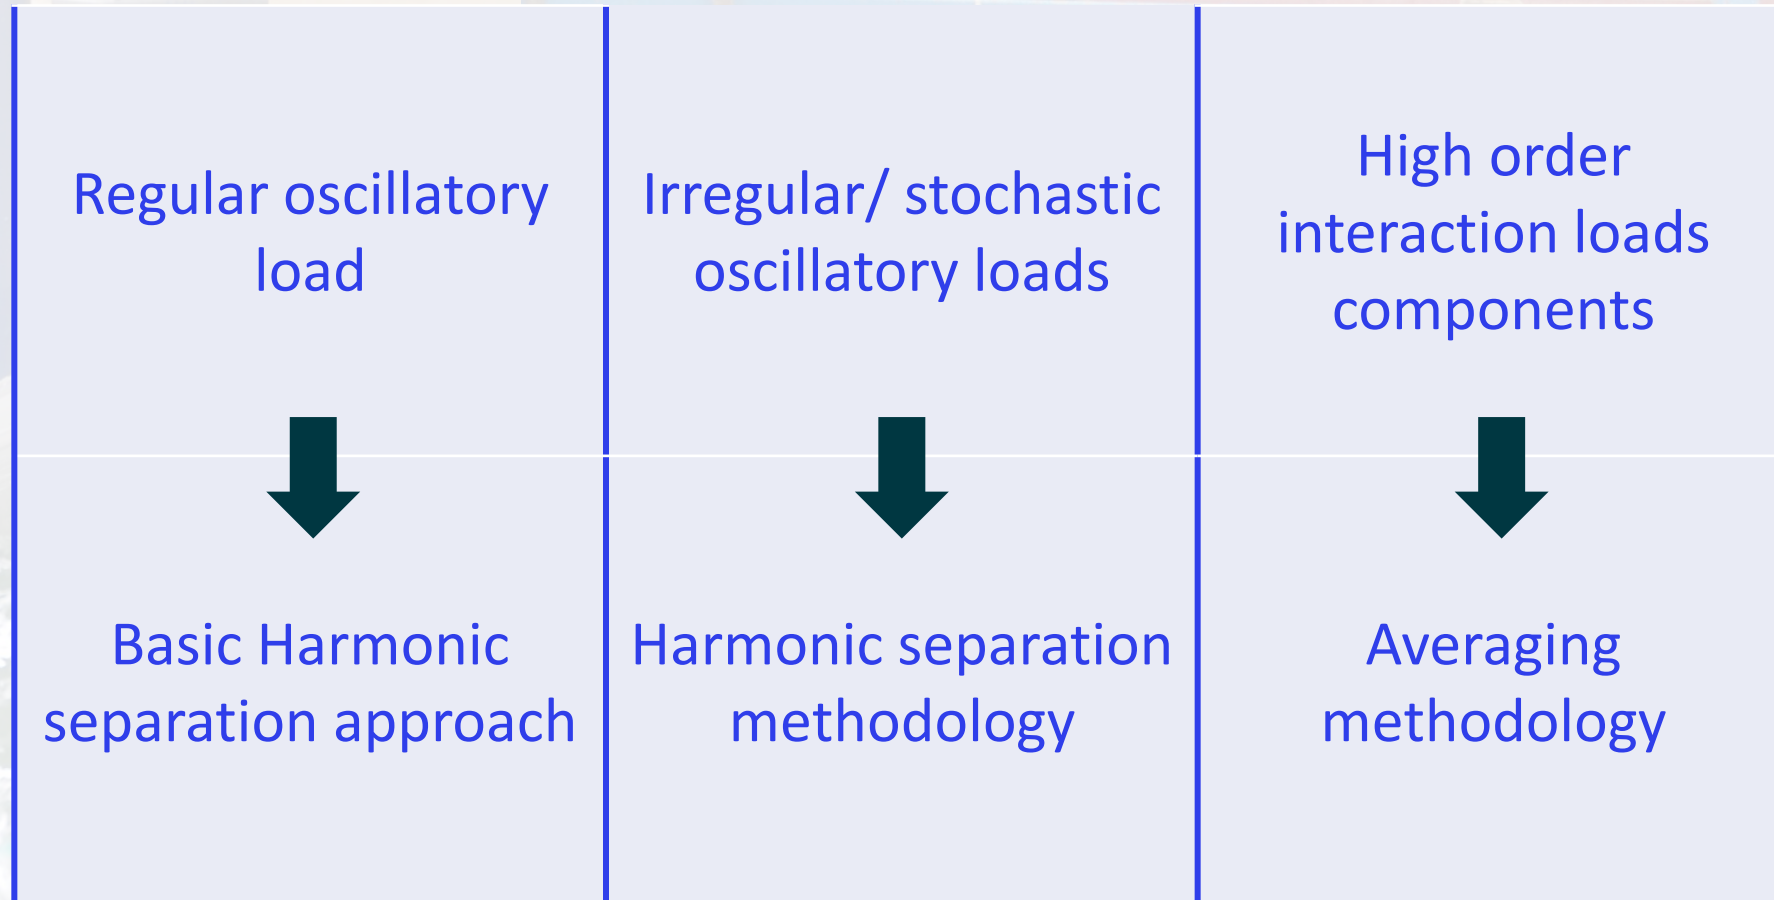 Regular oscillatory
load
Irregular/ stochastic
oscillatory loads
High order
interaction loads
components
Basic Harmonic
separation approach
Harmonic separation
methodology
Averaging
methodology